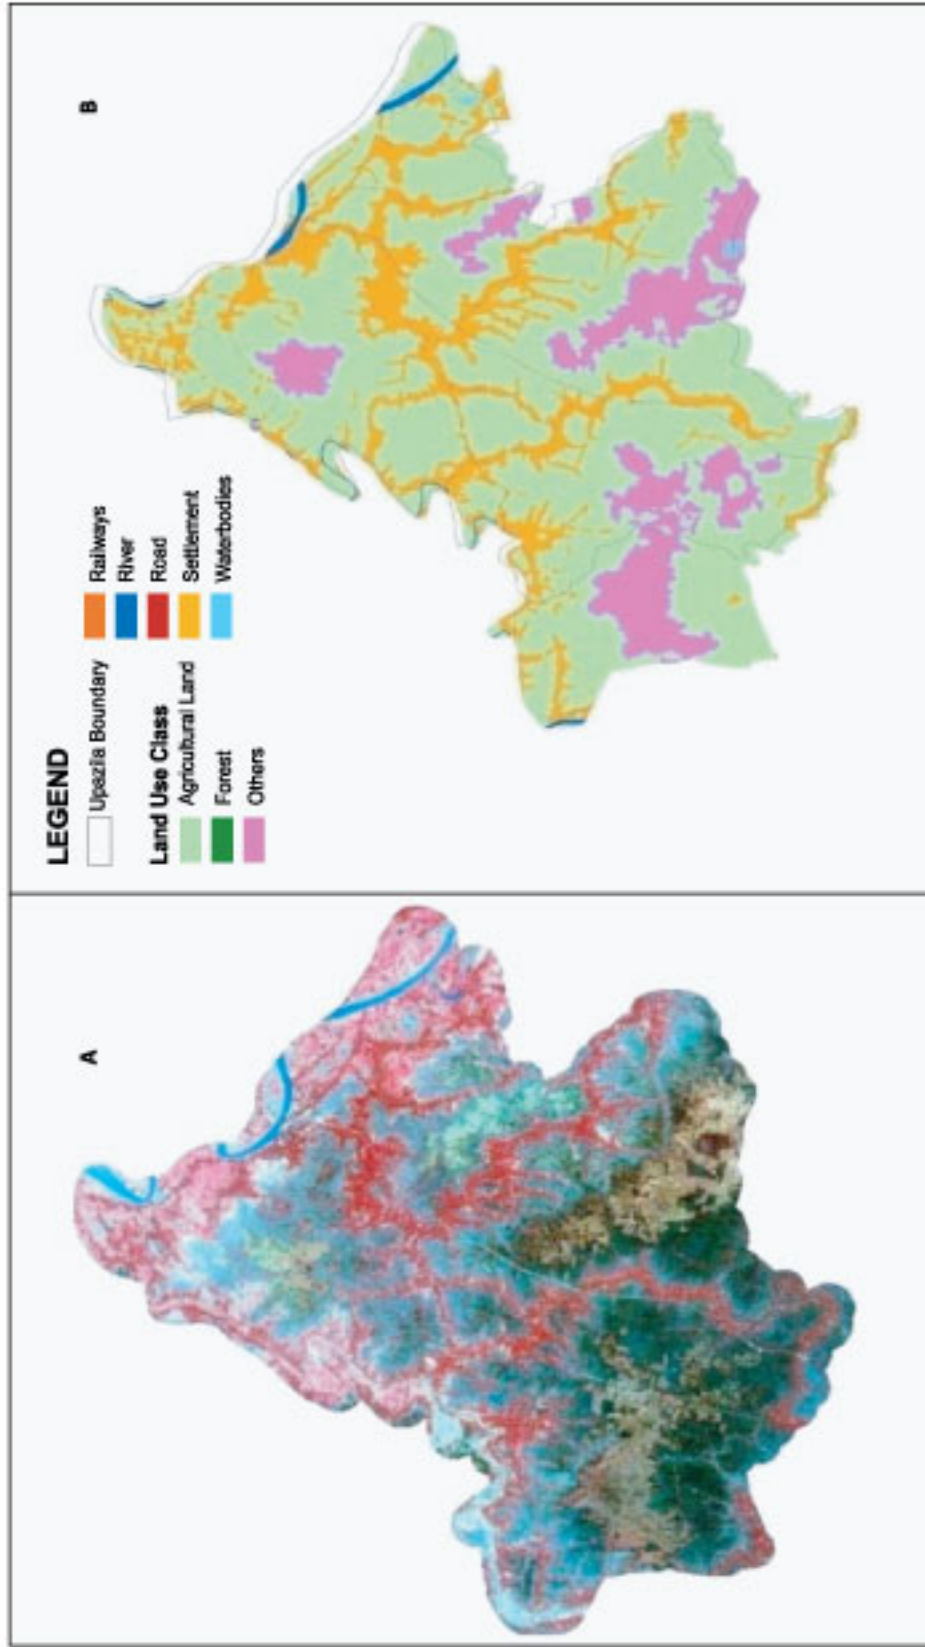 A
B
LEGEND
Upazila Boundary
Land Use Class
Agricultural Land
Forest
Others
Railways
River
Road
Settlement
Waterbodies